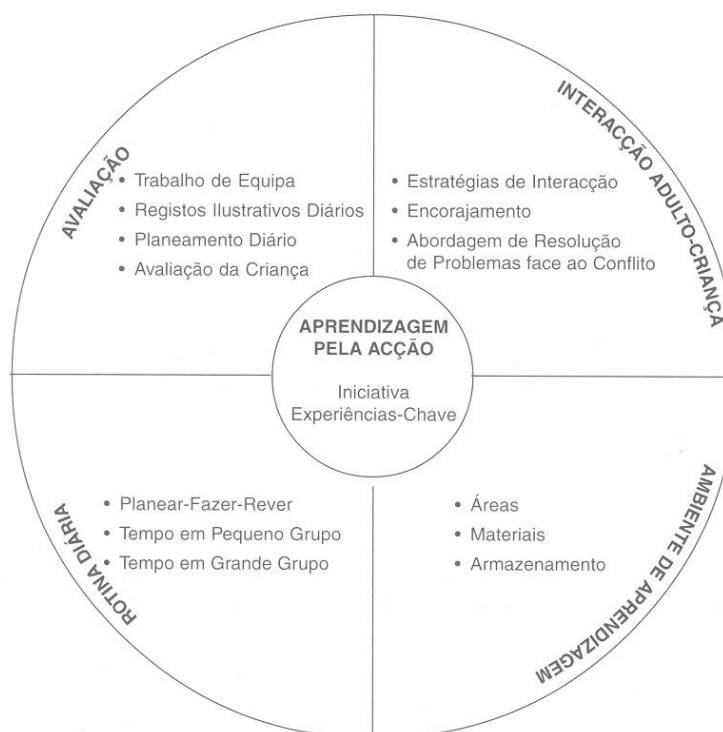 AVALIAÇÃO
• Trabalho de Equipa
• Registos Ilustrativos Diários
• Planeamento Diário
• Avaliação da Criança
INTERACÇÃO ADULTO-CRIANÇA
• Estratégias de Interacção
• Encorajamento
• Abordagem de Resolução
de Problemas face ao Conflito
APRENDIZAGEM
PELA ACÇÃO
Iniciativa
Experiências-Chave
ROTINA DIÁRIA
• Planear-Fazer-Rever
• Tempo em Pequeno Grupo
• Tempo em Grande Grupo
AMBIENTE DE APRENDIZAGEM
• Áreas
• Materiais
• Armazenamento